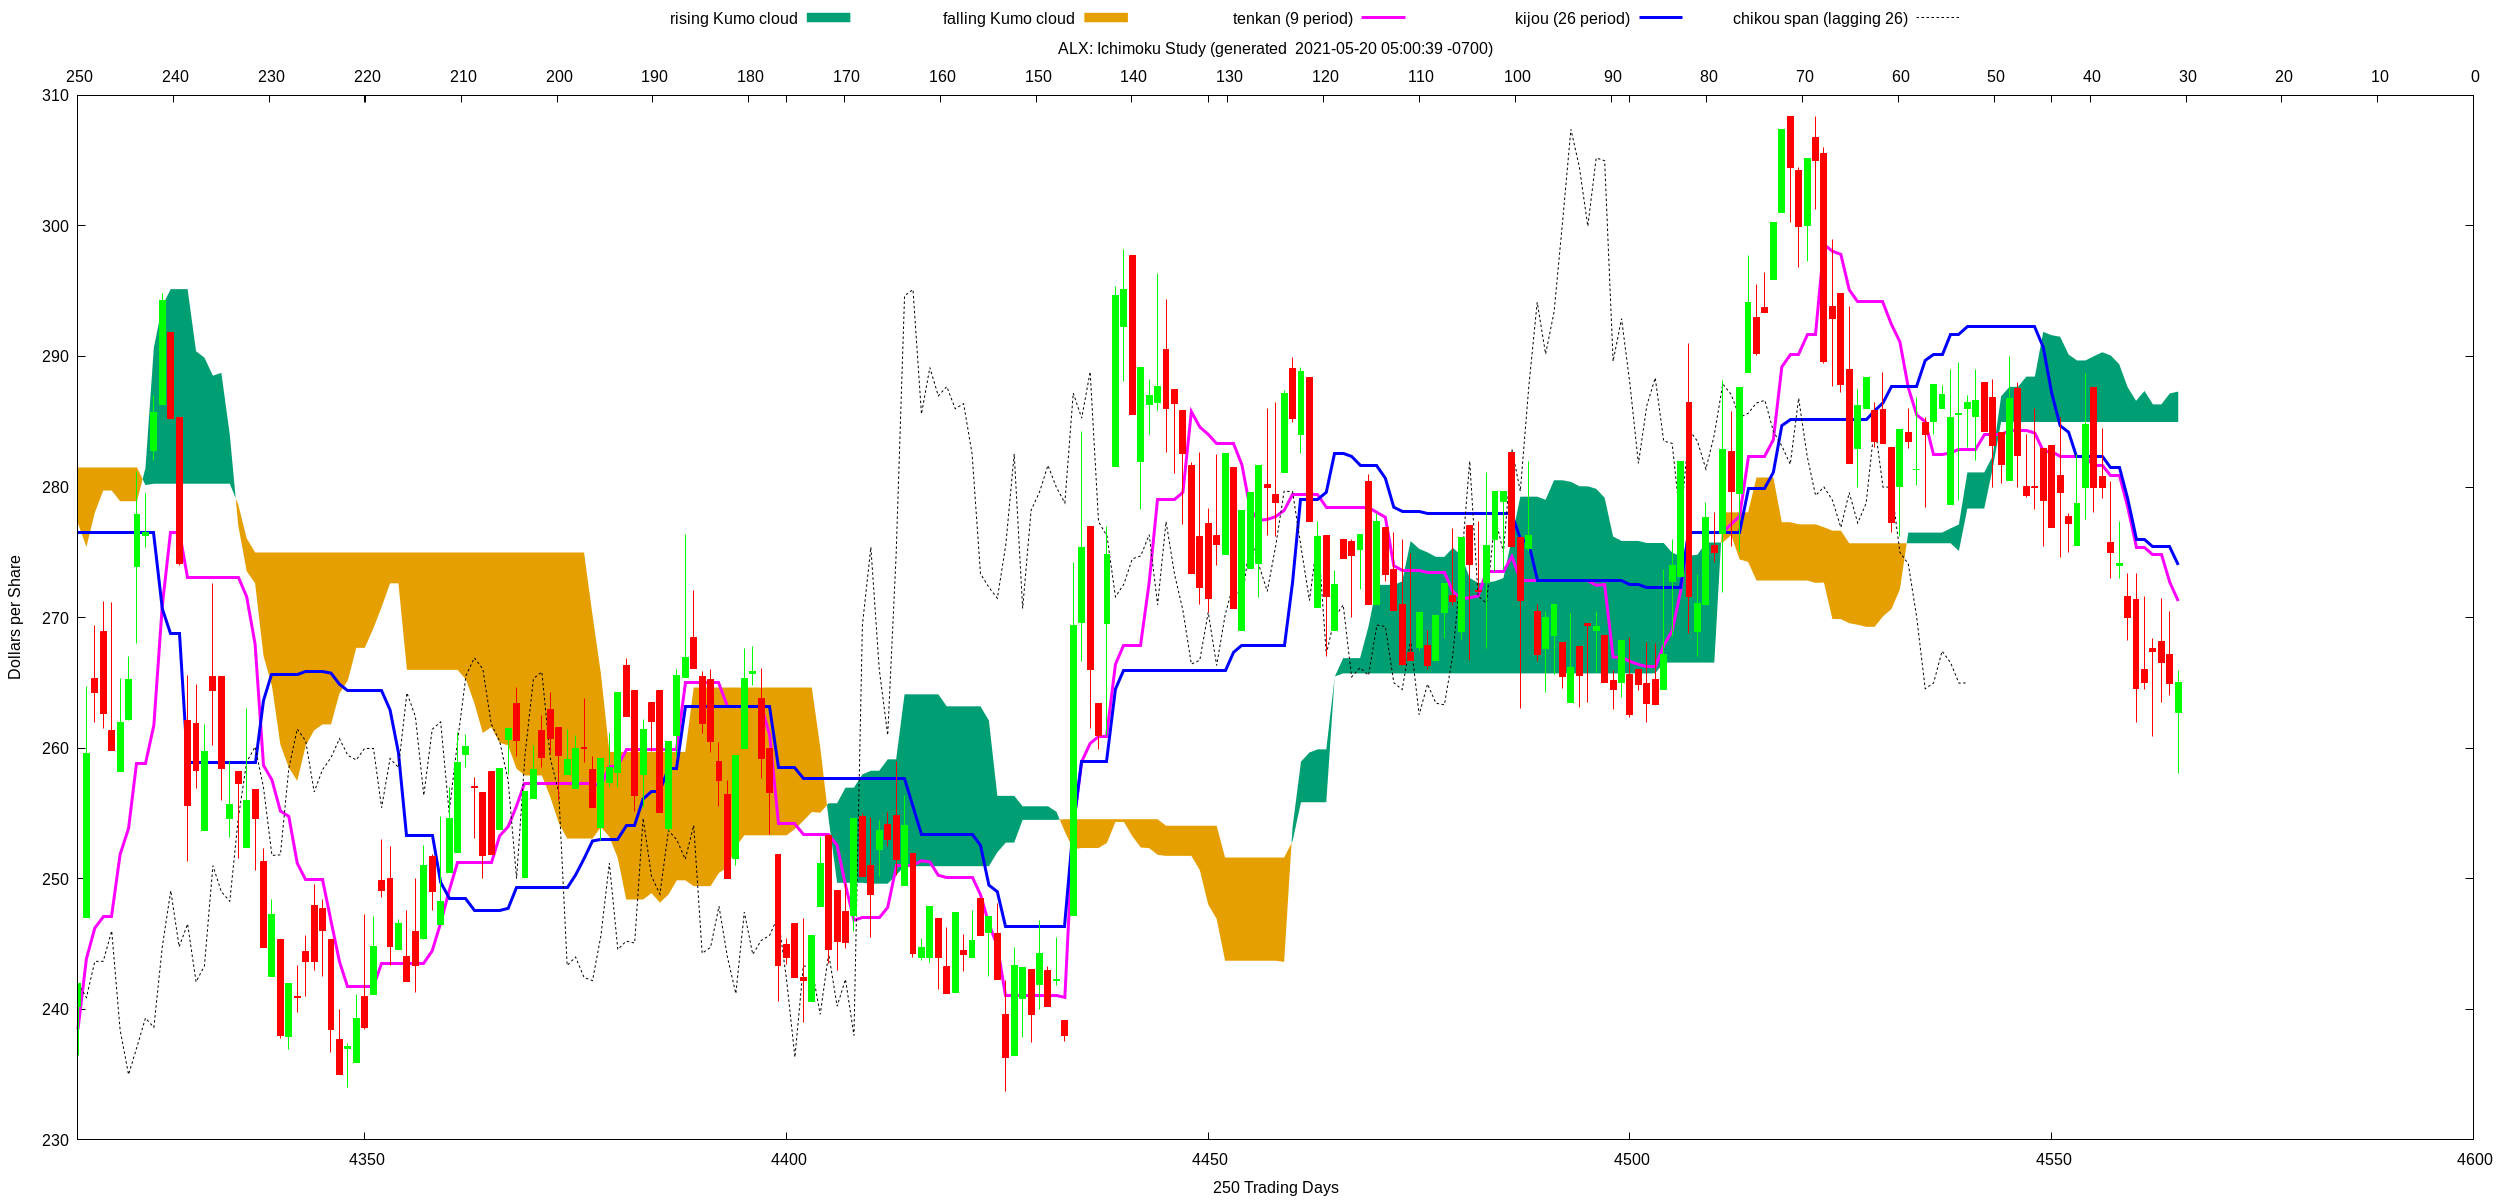 rising Kumo cloud falling Kumo cloud tenkan (9 period) kijou (26 period) chikou span (lagging 26)
ALX: Ichimoku Study (generated 2021-05-20 05:00:39 -0700)
250 240 230 220 210 200 190 180 170 160 150 140 130 120 110 100 90 80 70 60 50 40 30 20 10 0
310
300
290
280
270
260
250
240
230
Dollars per Share
4350 4400 4450 4500 4550 4600
250 Trading Days